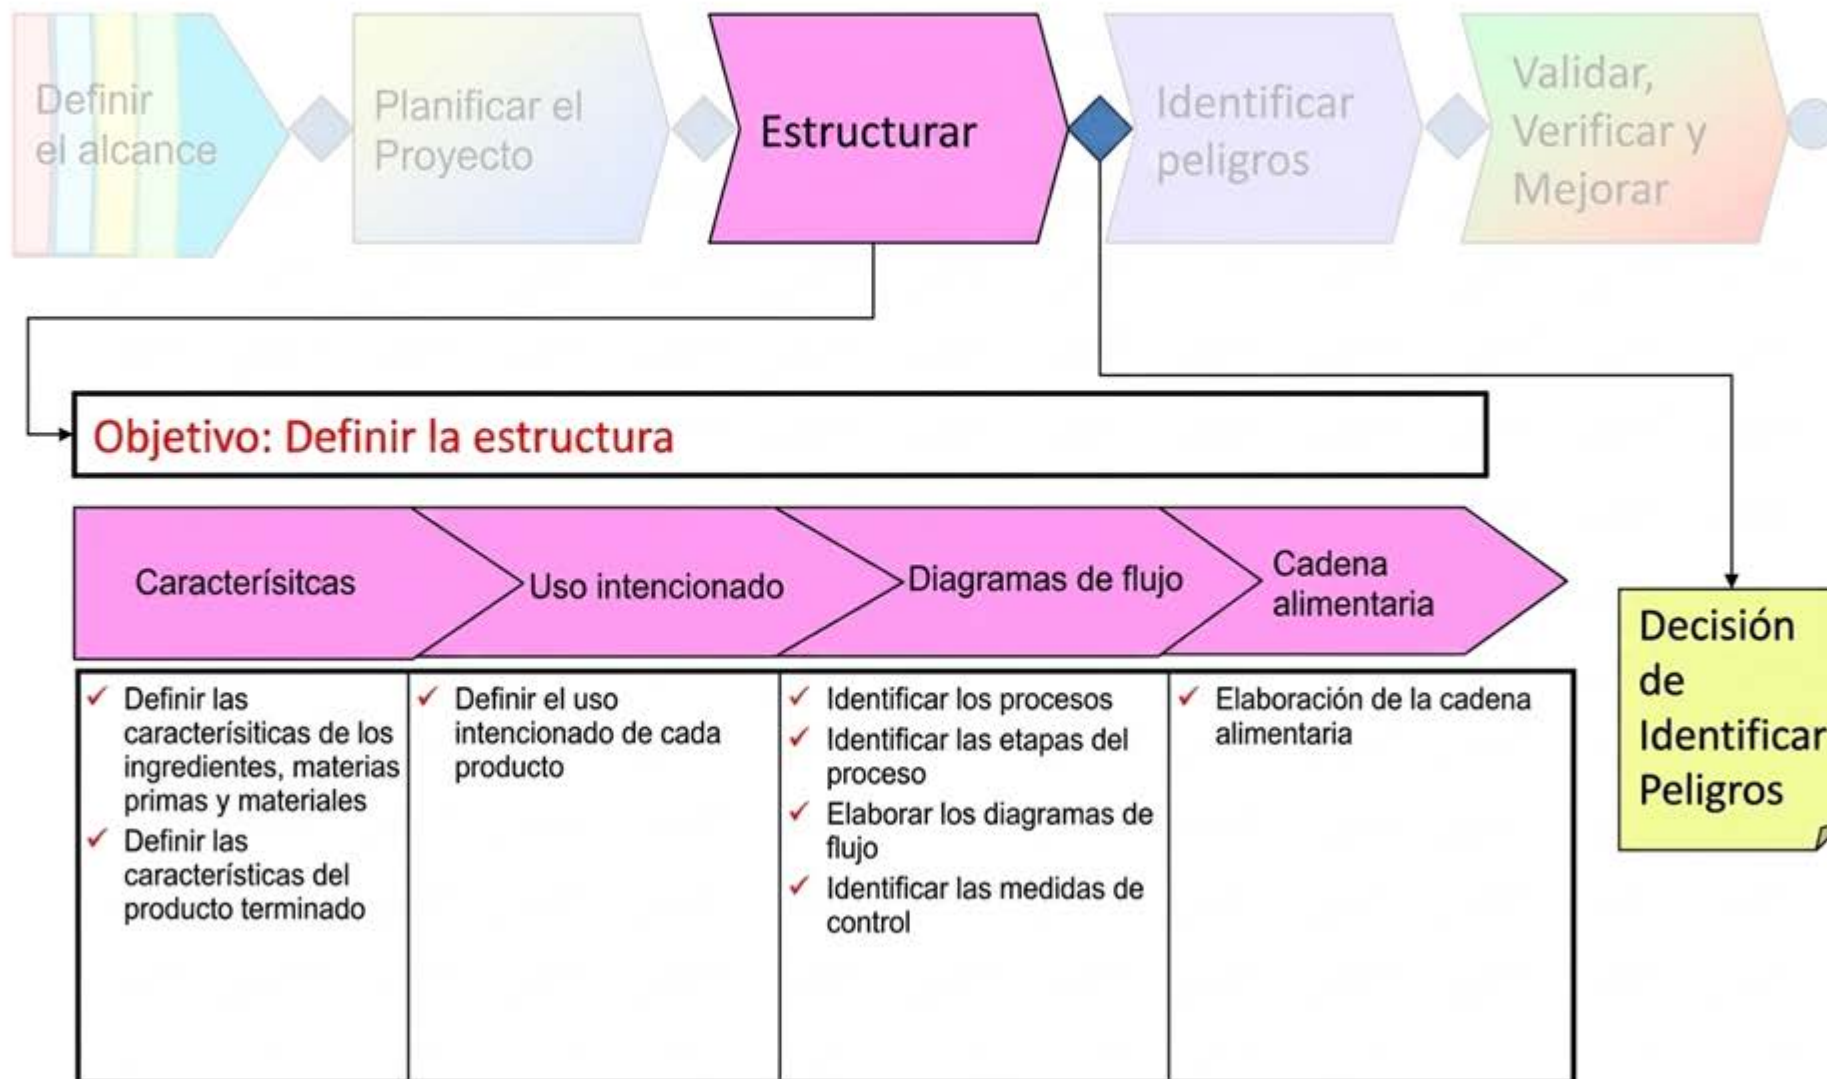 Definir
el alcance
Planificar el
Proyecto
Estructurar
Identificar
peligros
Validar,
Verificar y
Mejorar
Objetivo: Definir la estructura
Caracterísitcas
Uso intencionado
Diagramas de flujo
Cadena
alimentaria
✓ Definir las
caracterísiticas de los
ingredientes, materias
primas y materiales
✓ Definir las
características del
producto terminado
✓ Definir el uso
intencionado de cada
producto
✓ Identificar los procesos
✓ Identificar las etapas del
proceso
✓ Elaborar los diagramas de
flujo
✓ Identificar las medidas de
control
✓ Elaboración de la cadena
alimentaria
Decisión
de
Identificar
Peligros